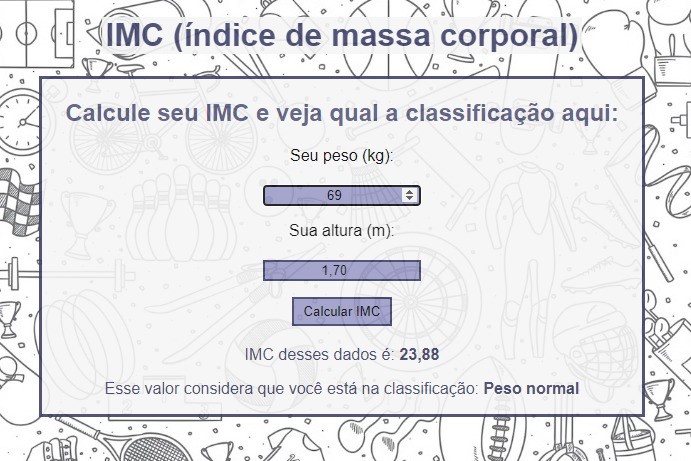 IMC (índice de massa corporal)
Calcule seu IMC e veja qual a classificação aqui:
Seu peso (kg):
69
Sua altura (m):
1,70
Calcular IMC
IMC desses dados é: 23,88
Esse valor considera que você está na classificação: Peso normal